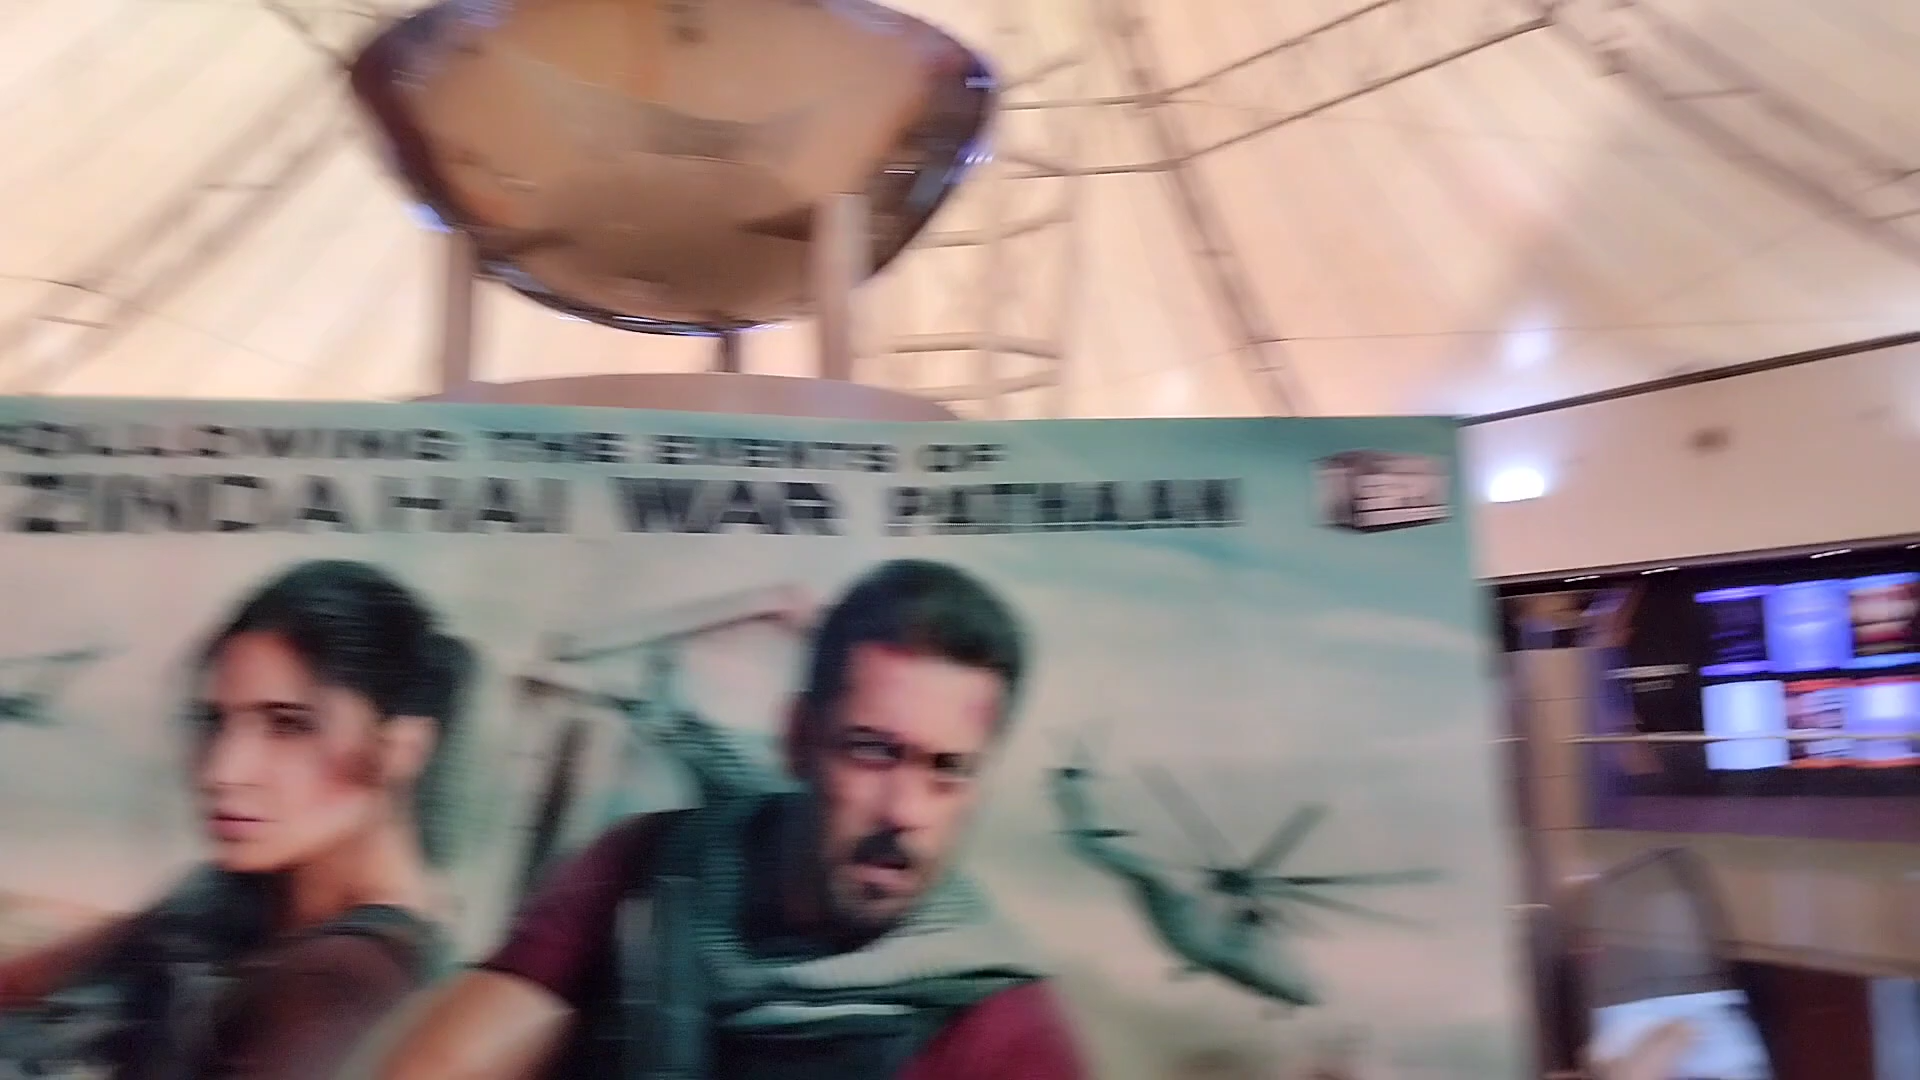 FOLLOWING THE EVENTS OF
ZINDA HAI WAR PATHAAN